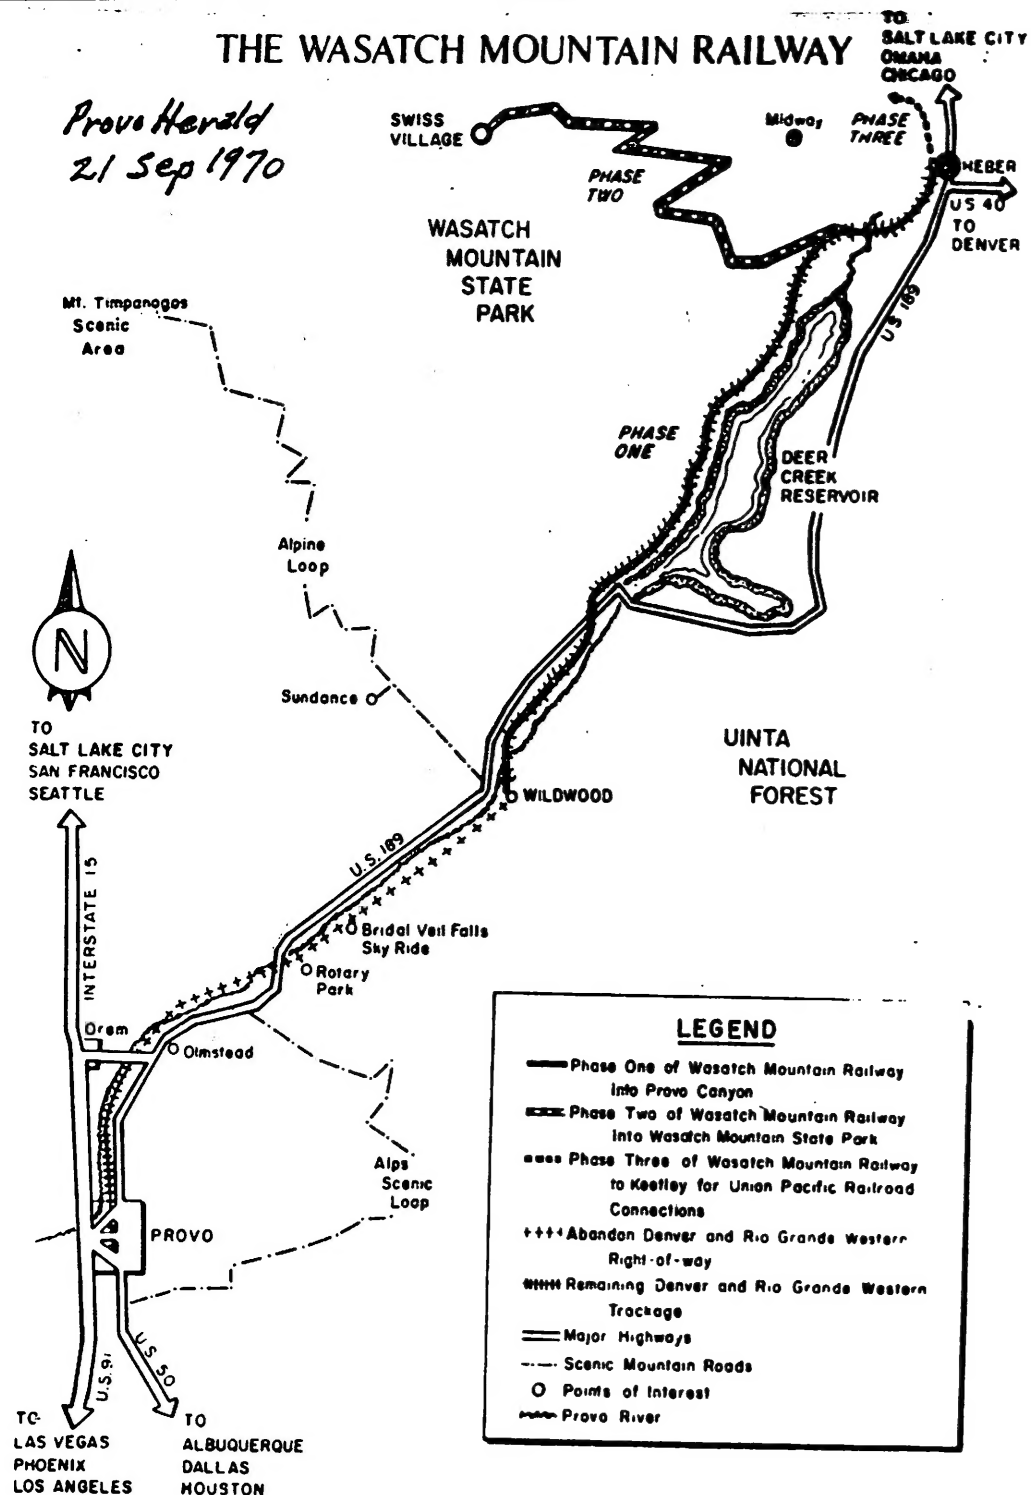 THE WASATCH MOUNTAIN RAILWAY
TO
SALT LAKE CITY
OMAHA
CHICAGO
Provo Herald
21 Sep 1970
SWISS
VILLAGE
Midway
PHASE
THREE
HEBER
PHASE
TWO
US 40
TO
DENVER
WASATCH
MOUNTAIN
STATE
PARK
US 189
Mt. Timpanogos
Scenic
Area
PHASE
ONE
DEER
CREEK
RESERVOIR
Alpine
Loop
N
Sundance
TO
SALT LAKE CITY
SAN FRANCISCO
SEATTLE
UINTA
NATIONAL
FOREST
WILDWOOD
U.S. 189
INTERSTATE 15
Bridal Veil Falls
Sky Ride
Rotary
Park
Orem
Olmstead
Alps
Scenic
Loop
PROVO
U.S. 91
U.S. 50
TO
LAS VEGAS
PHOENIX
LOS ANGELES
TO
ALBUQUERQUE
DALLAS
HOUSTON
LEGEND
Phase One of Wasatch Mountain Railway
into Provo Canyon
Phase Two of Wasatch Mountain Railway
into Wasatch Mountain State Park
Phase Three of Wasatch Mountain Railway
to Keetley for Union Pacific Railroad
Connections
Abandon Denver and Rio Grande Western
Right-of-way
Remaining Denver and Rio Grande Western
Trackage
Major Highways
Scenic Mountain Roads
Points of Interest
Provo River